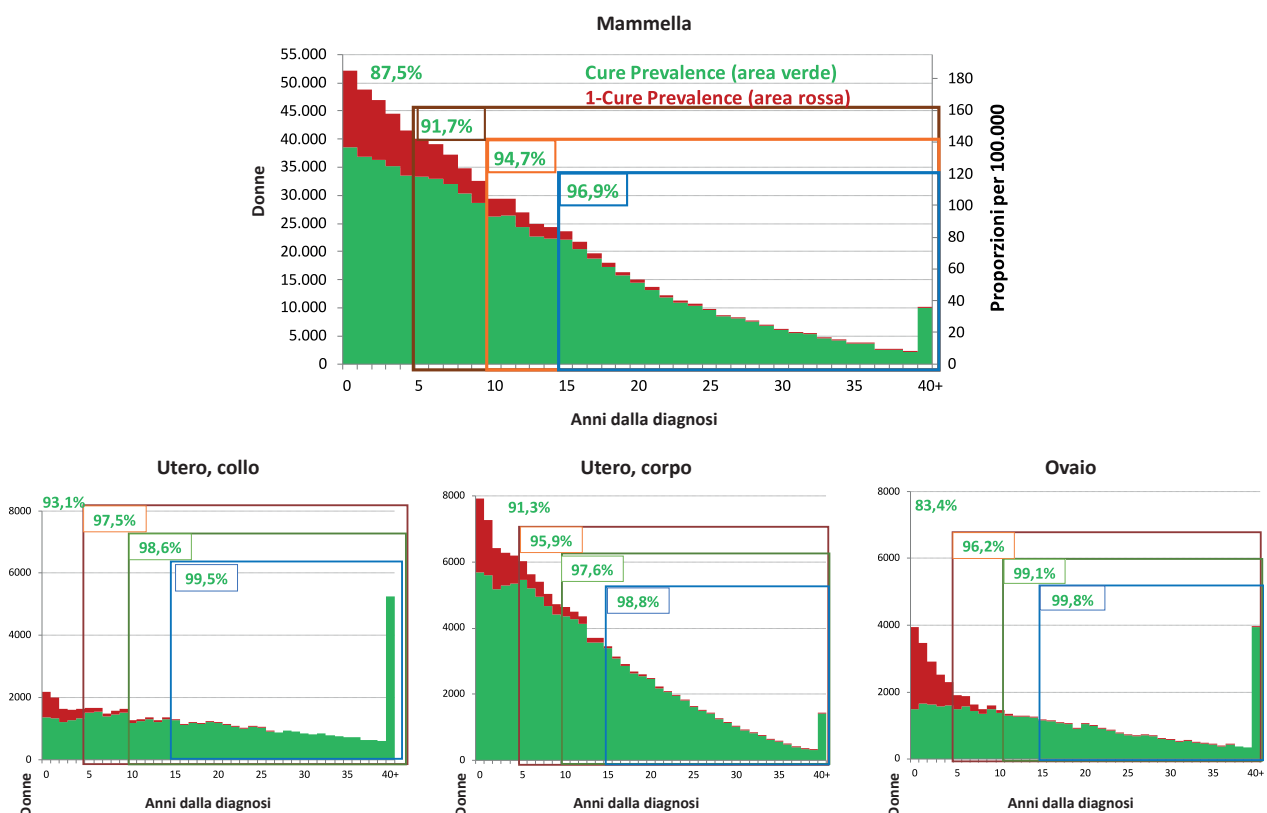 Mammella
55.000
50.000
45.000
40.000
35.000
30.000
25.000
20.000
15.000
10.000
5.000
0
Donne
87,5%
Cure Prevalence (area verde)
1-Cure Prevalence (area rossa)
91,7%
94,7%
96,9%
180
160
140
120
100
80
60
40
20
0
Proporzioni per 100.000
0 5 10 15 20 25 30 35 40+
Anni dalla diagnosi
Utero, collo
93,1%
97,5%
98,6%
99,5%
8000
6000
4000
2000
0
Donne
0 5 10 15 20 25 30 35 40+
Anni dalla diagnosi
Utero, corpo
91,3%
95,9%
97,6%
98,8%
8000
6000
4000
2000
0
Donne
0 5 10 15 20 25 30 35 40+
Anni dalla diagnosi
Ovaio
83,4%
96,2%
99,1%
99,8%
8000
6000
4000
2000
0
Donne
0 5 10 15 20 25 30 35 40+
Anni dalla diagnosi